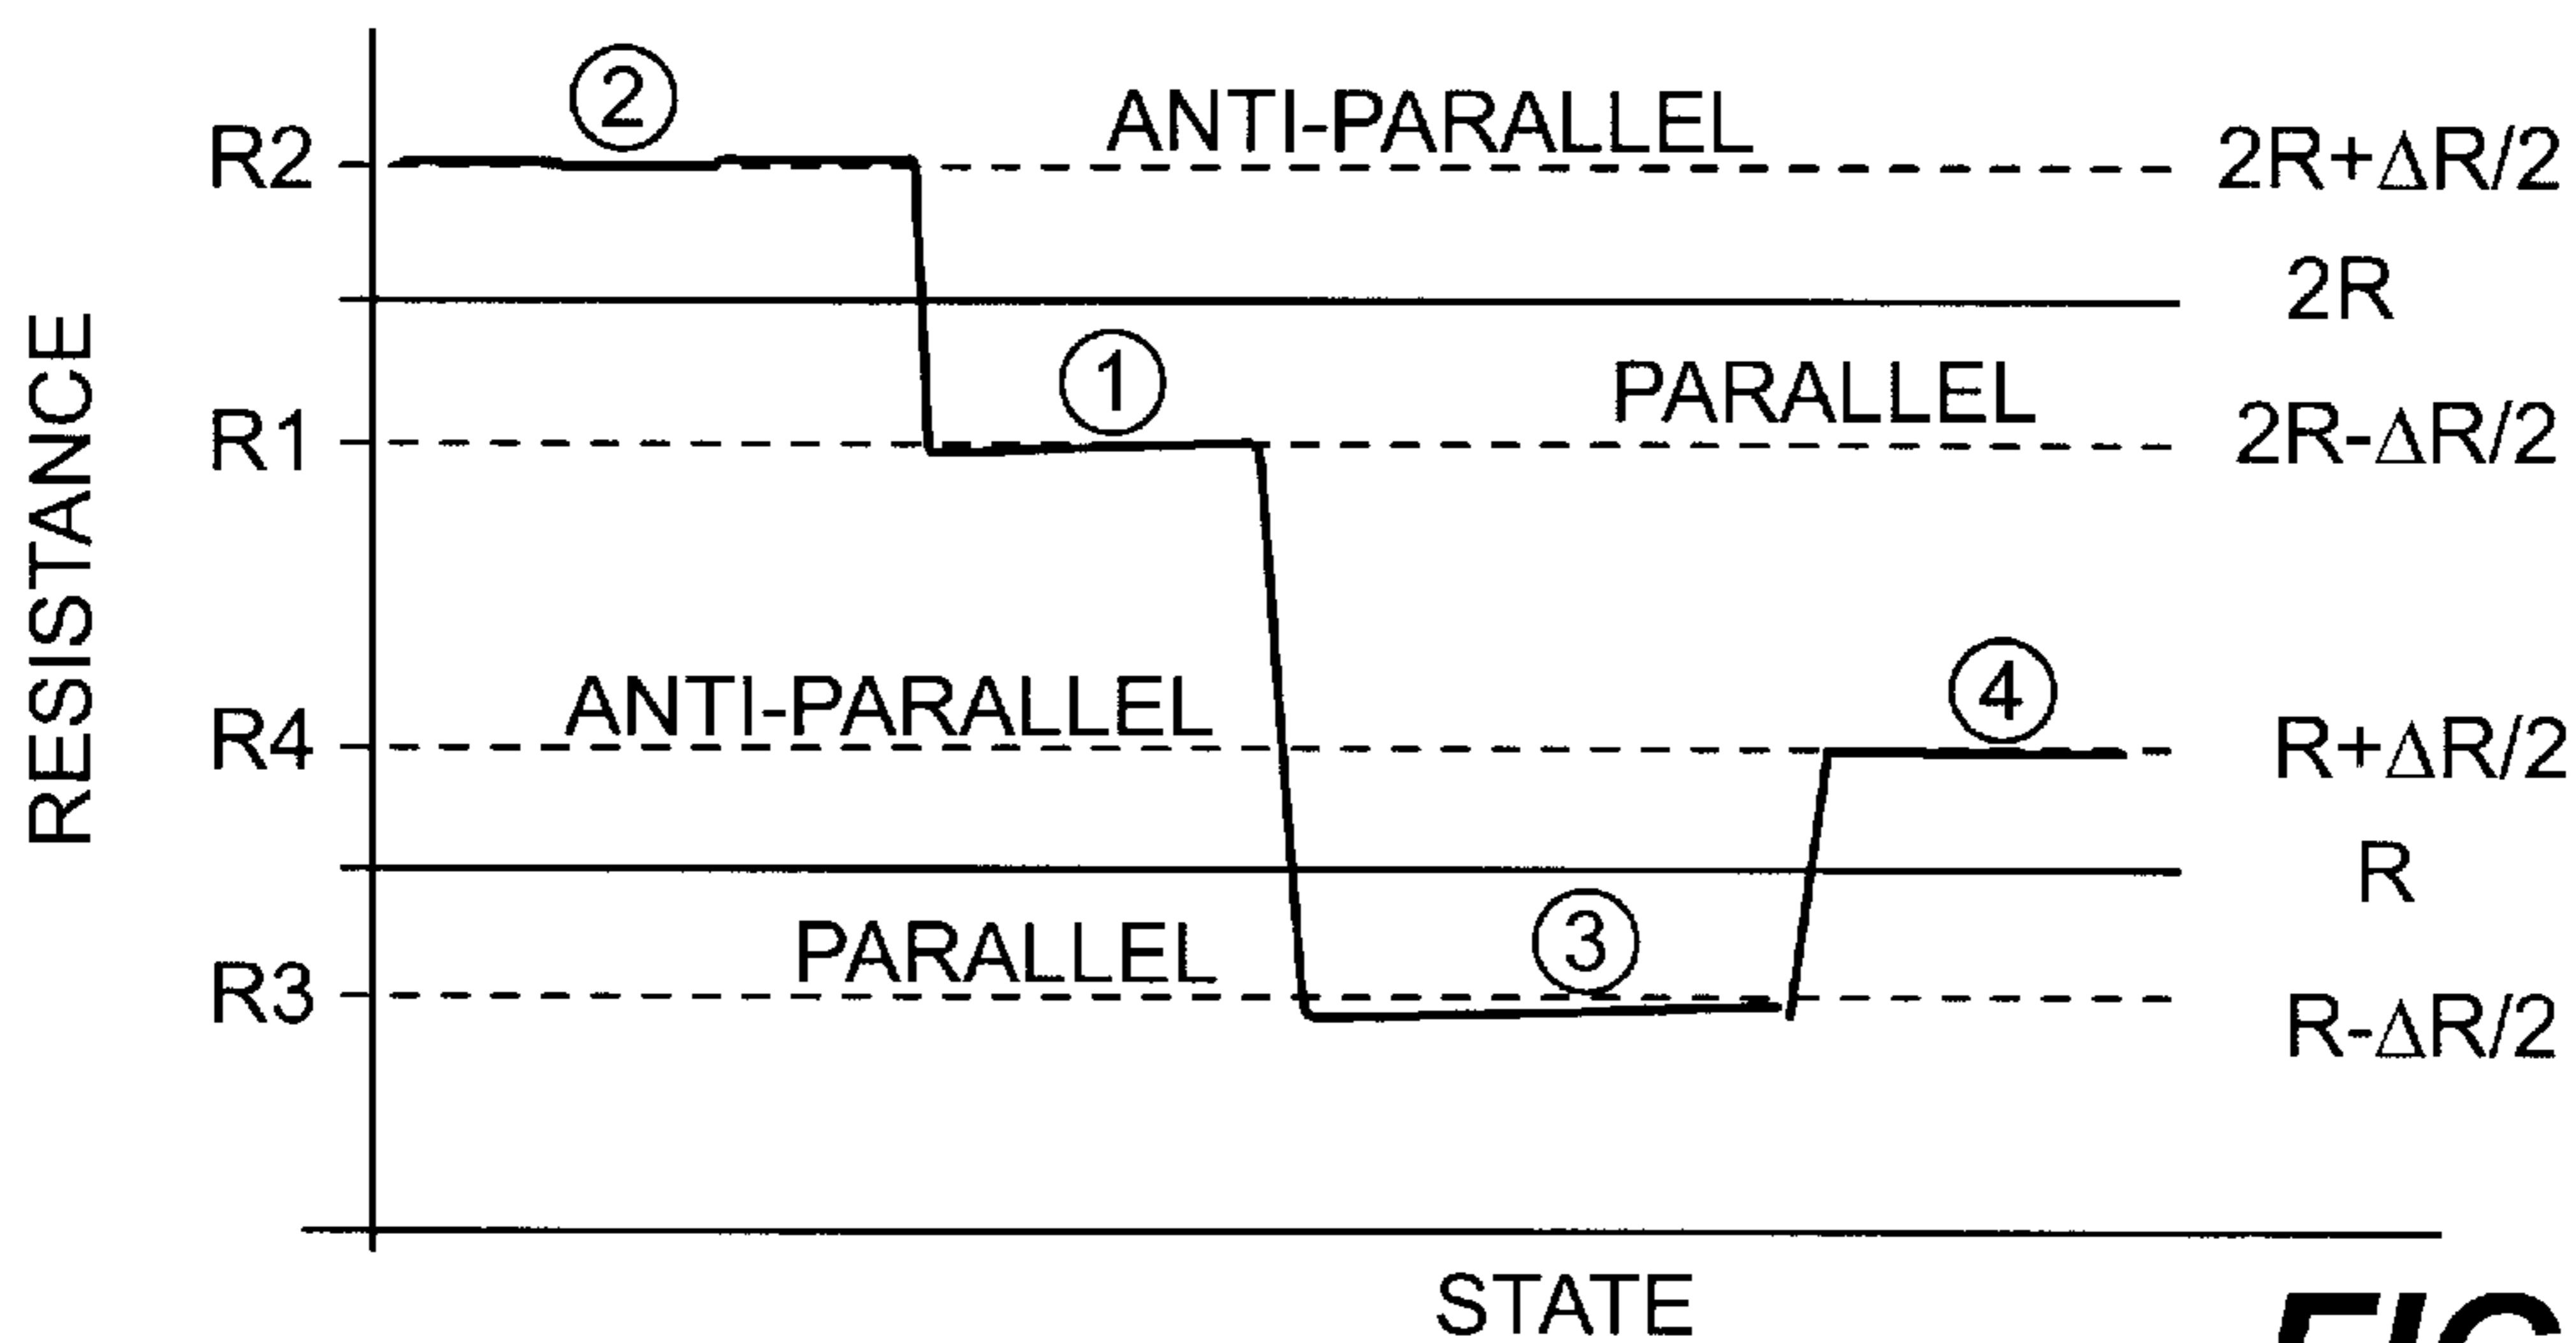 ②
ANTI-PARALLEL
R2
2R+ΔR/2
2R
①
PARALLEL
R1
2R-ΔR/2
RESISTANCE
④
ANTI-PARALLEL
R4
R+ΔR/2
R
③
PARALLEL
R3
R-ΔR/2
STATE